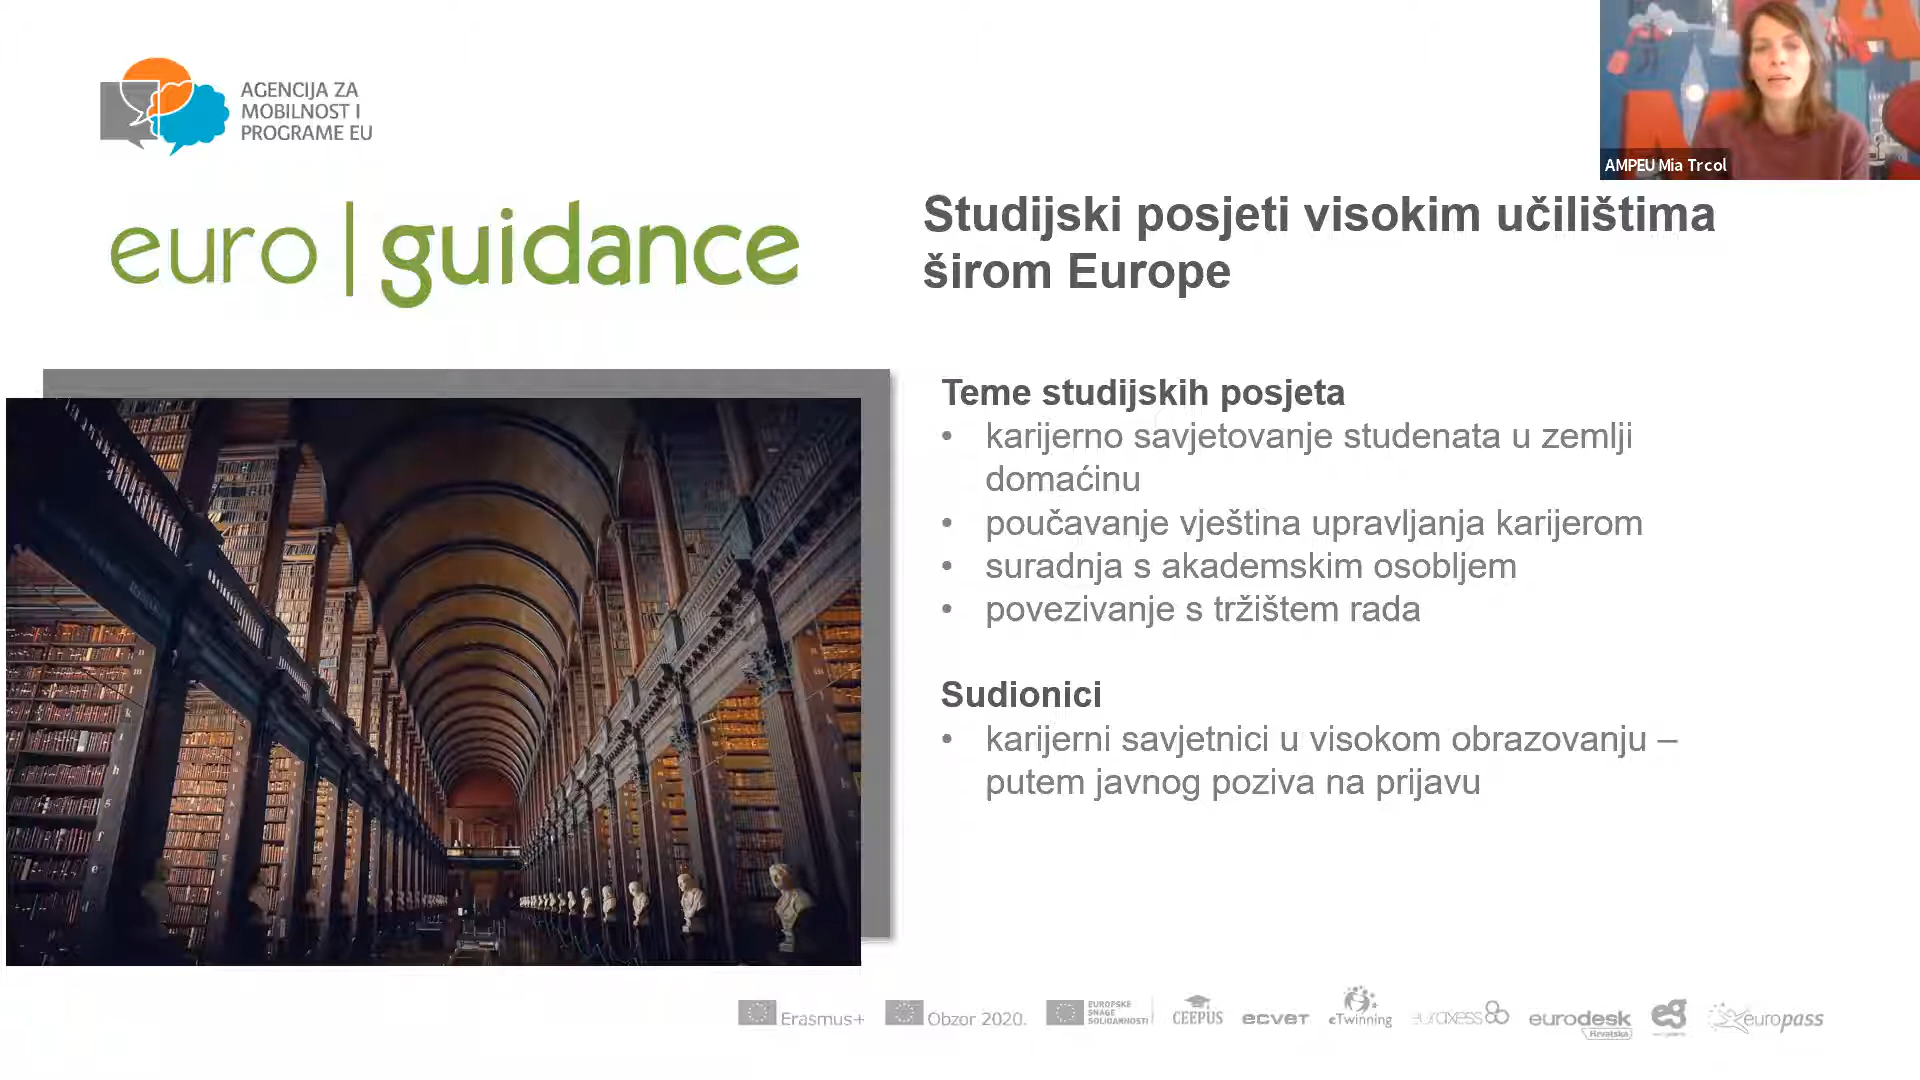 AGENCIJA ZA
MOBILNOST I
PROGRAME EU
AMPEU Mia Trcol
euro|guidance
Studijski posjeti visokim učilištima
širom Europe
Teme studijskih posjeta
• karijerno savjetovanje studenata u zemlji
domaćinu
• poučavanje vještina upravljanja karijerom
• suradnja s akademskim osobljem
• povezivanje s tržištem rada
Sudionici
• karijerni savjetnici u visokom obrazovanju –
putem javnog poziva na prijavu
Erasmus+
Obzor 2020.
EUROPSKE
SNAGE
SOLIDARNOSTI
CEEPUS
ecvet
eTwinning
euraxess
eurodesk
Hrvatska
eg
europass